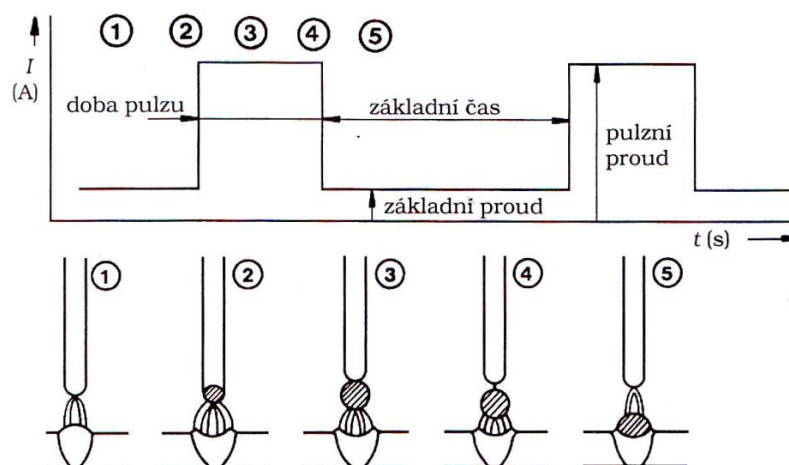 ① ② ③ ④ ⑤
I
(A)
doba pulzu
základní čas
pulzní
proud
základní proud
t (s)
① ② ③ ④ ⑤